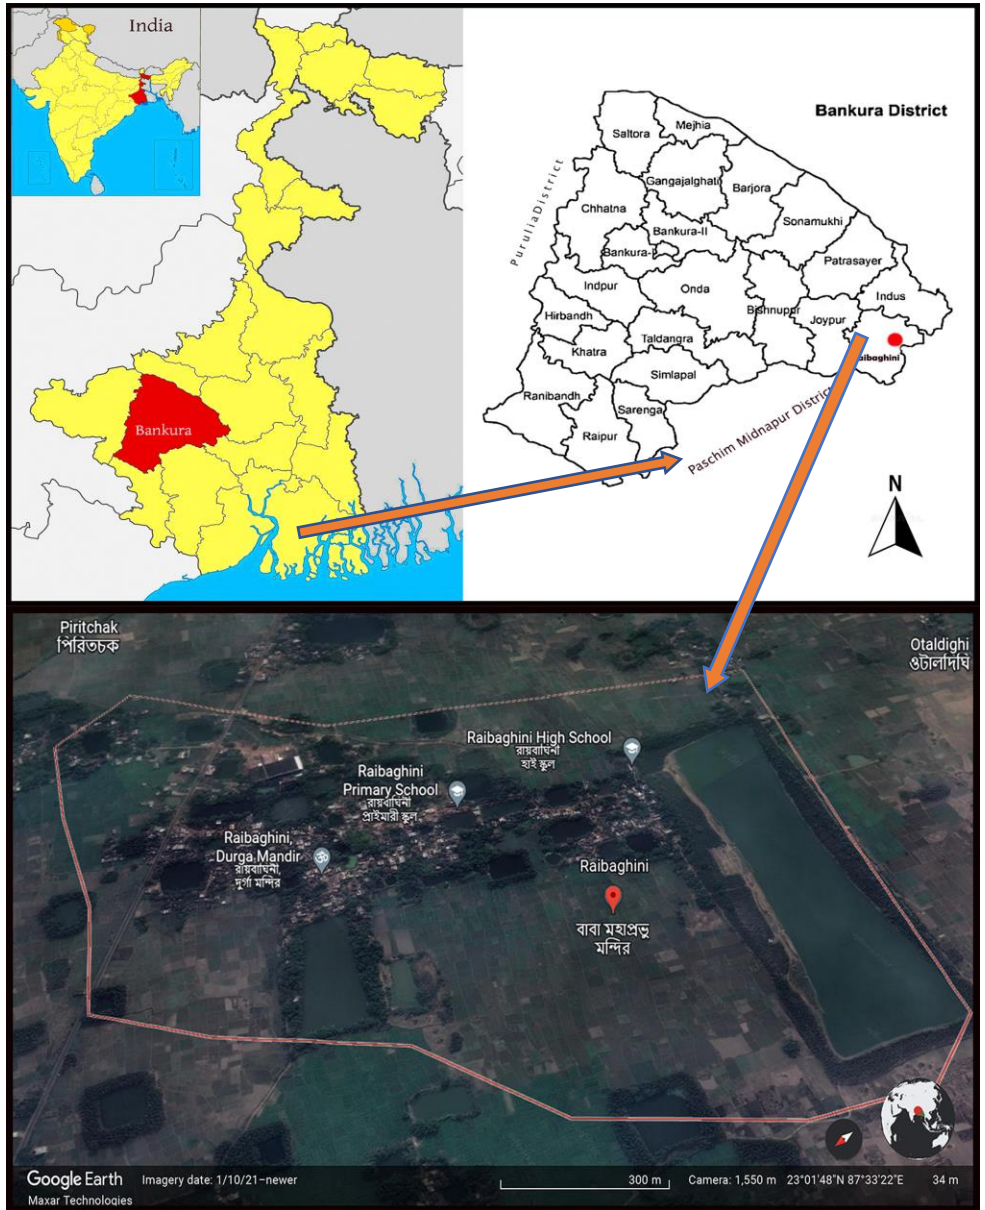 India
Bankura
Bankura District
Purulia District
Saltora
Mejhia
Gangajalghati
Barjora
Chhatna
Sonamukhi
Bankura-II
Bankura-I
Patrasayer
Indpur
Onda
Indus
Hirbandh
Bishnupur
Joypur
Taldangra
Khatra
aibaghini
Simlapal
Ranibandh
Sarenga
Raipur
Paschim Midnapur District
N
Piritchak
পিরিতচক
Otaldighi
ওটালদিঘি
Raibaghini High School
রায়বাঘিনী
হাই স্কুল
Raibaghini
Primary School
রায়বাঘিনী
প্রাইমারী স্কুল
Raibaghini,
Durga Mandir
রায়বাঘিনী,
দুর্গা মন্দির
Raibaghini
বাবা মহাপ্রভু
মন্দির
Google Earth
Maxar Technologies
Imagery date: 1/10/21–newer
300 m
Camera: 1,550 m 23°01'48"N 87°33'22"E
34 m